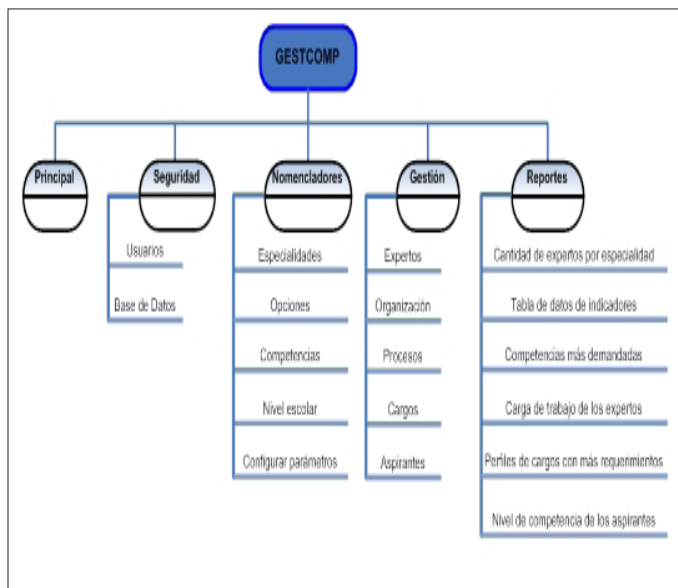 GESTCOMP
Principal
Seguridad
Usuarios
Base de Datos
Nomencladores
Especialidades
Opciones
Competencias
Nivel escolar
Configurar parámetros
Gestión
Expertos
Organización
Procesos
Cargos
Aspirantes
Reportes
Cantidad de expertos por especialidad
Tabla de datos de indicadores
Competencias más demandadas
Carga de trabajo de los expertos
Perfiles de cargos con más requerimientos
Nivel de competencia de los aspirantes